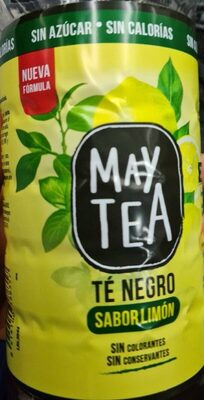 SIN AZÚCAR • SIN CALORÍAS
NUEVA
FÓRMULA
MAY
TEA
TÉ NEGRO
SABOR LIMÓN
SIN COLORANTES
SIN CONSERVANTES